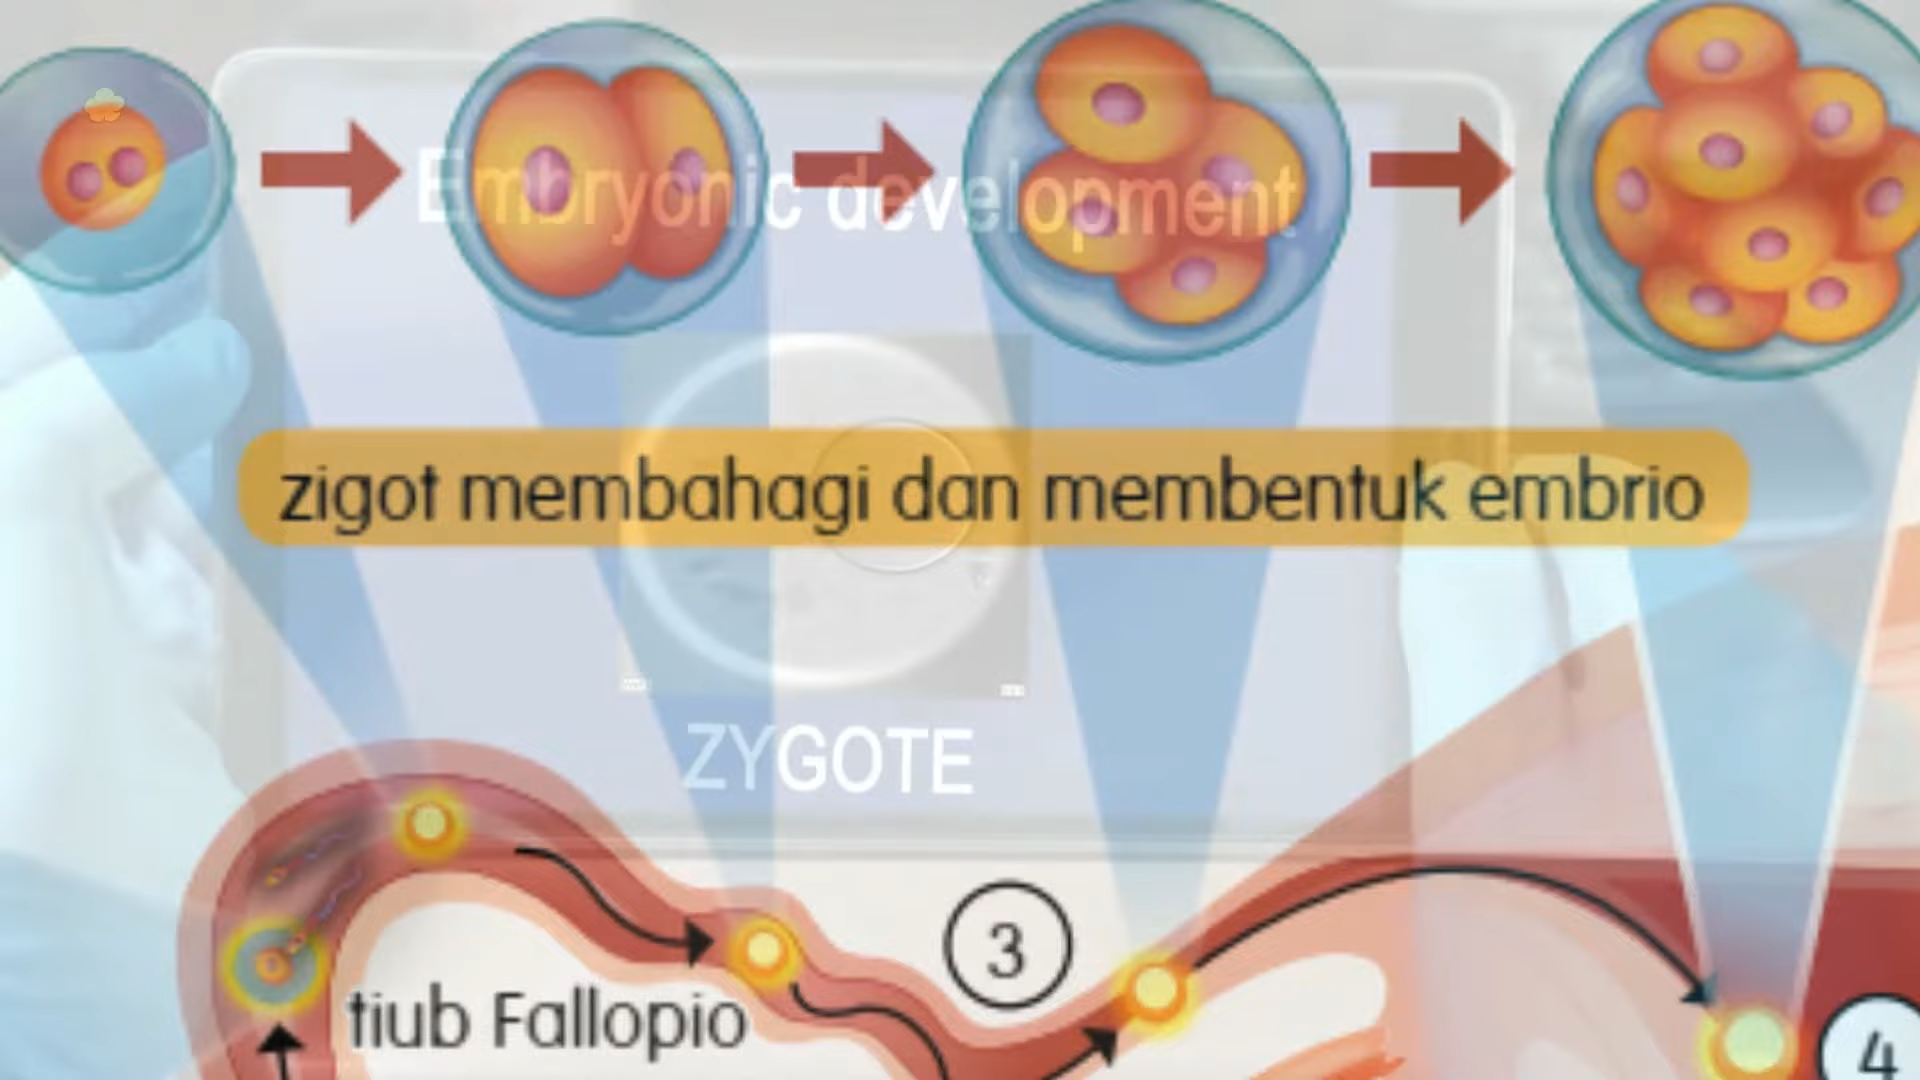 Embryonic development
zigot membahagi dan membentuk embrio
ZYGOTE
3
tiub Fallopio
4